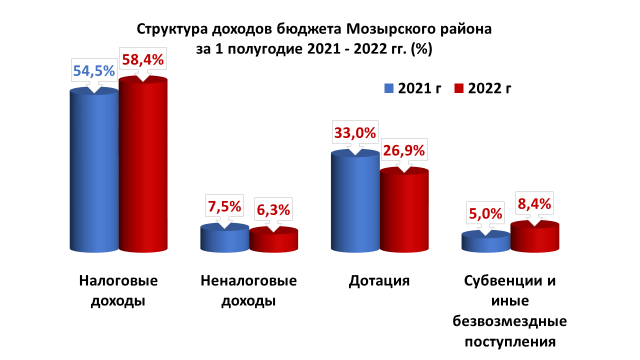 Структура доходов бюджета Мозырского района
за 1 полугодие 2021 - 2022 гг. (%)
54,5%
58,4%
2021 г
2022 г
33,0%
26,9%
7,5%
6,3%
5,0%
8,4%
Налоговые
доходы
Неналоговые
доходы
Дотация
Субвенции и
иные
безвозмездные
поступления